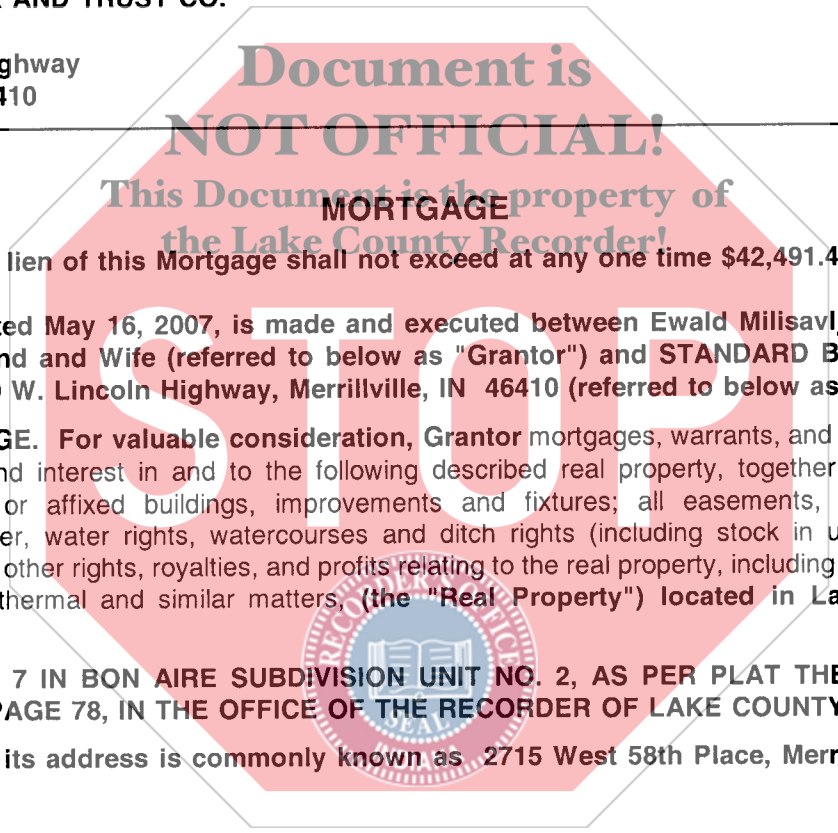 AND TRUST CO.
ghway
410
Document is
NOT OFFICIAL!
This Document is the property of
the Lake County Recorder!
MORTGAGE
lien of this Mortgage shall not exceed at any one time $42,491.4
ed May 16, 2007, is made and executed between Ewald Milisavl
nd and Wife (referred to below as "Grantor") and STANDARD B
W. Lincoln Highway, Merrillville, IN 46410 (referred to below as
GE. For valuable consideration, Grantor mortgages, warrants, and
nd interest in and to the following described real property, together
or affixed buildings, improvements and fixtures; all easements,
er, water rights, watercourses and ditch rights (including stock in u
other rights, royalties, and profits relating to the real property, including
thermal and similar matters, (the "Real Property") located in La
STOP
7 IN BON AIRE SUBDIVISION UNIT NO. 2, AS PER PLAT THE
PAGE 78, IN THE OFFICE OF THE RECORDER OF LAKE COUNTY
its address is commonly known as 2715 West 58th Place, Merr
RECORDER'S OFFICE
SEAL
INDIANA